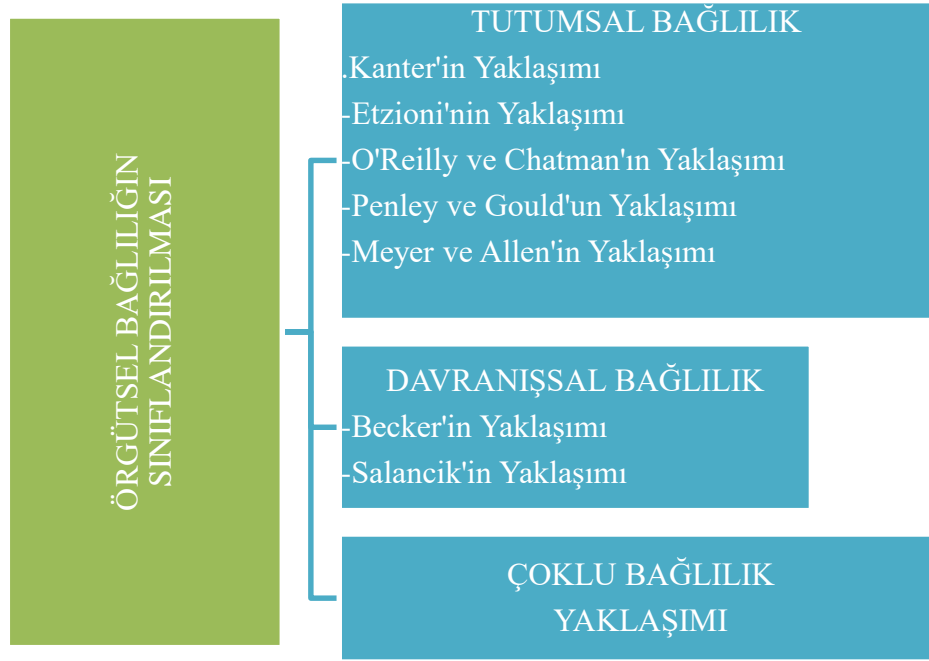 ÖRGÜTSEL BAĞLILIĞIN
SINIFLANDIRILMASI
TUTUMSAL BAĞLILIK
.Kanter'in Yaklaşımı
-Etzioni'nin Yaklaşımı
-O'Reilly ve Chatman'ın Yaklaşımı
-Penley ve Gould'un Yaklaşımı
-Meyer ve Allen'in Yaklaşımı
DAVRANIŞSAL BAĞLILIK
-Becker'in Yaklaşımı
-Salancik'in Yaklaşımı
ÇOKLU BAĞLILIK
YAKLAŞIMI